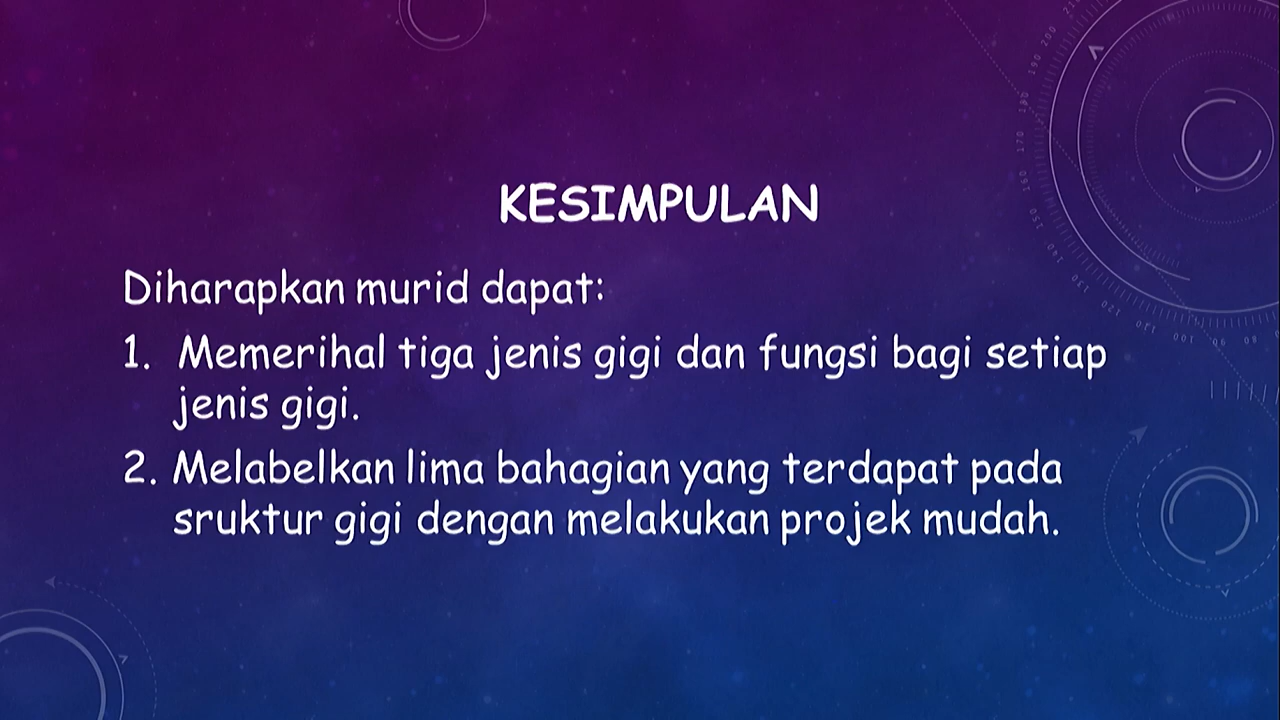 KESIMPULAN
Diharapkan murid dapat:
1. Memerihal tiga jenis gigi dan fungsi bagi setiap
jenis gigi.
2. Melabelkan lima bahagian yang terdapat pada
sruktur gigi dengan melakukan projek mudah.